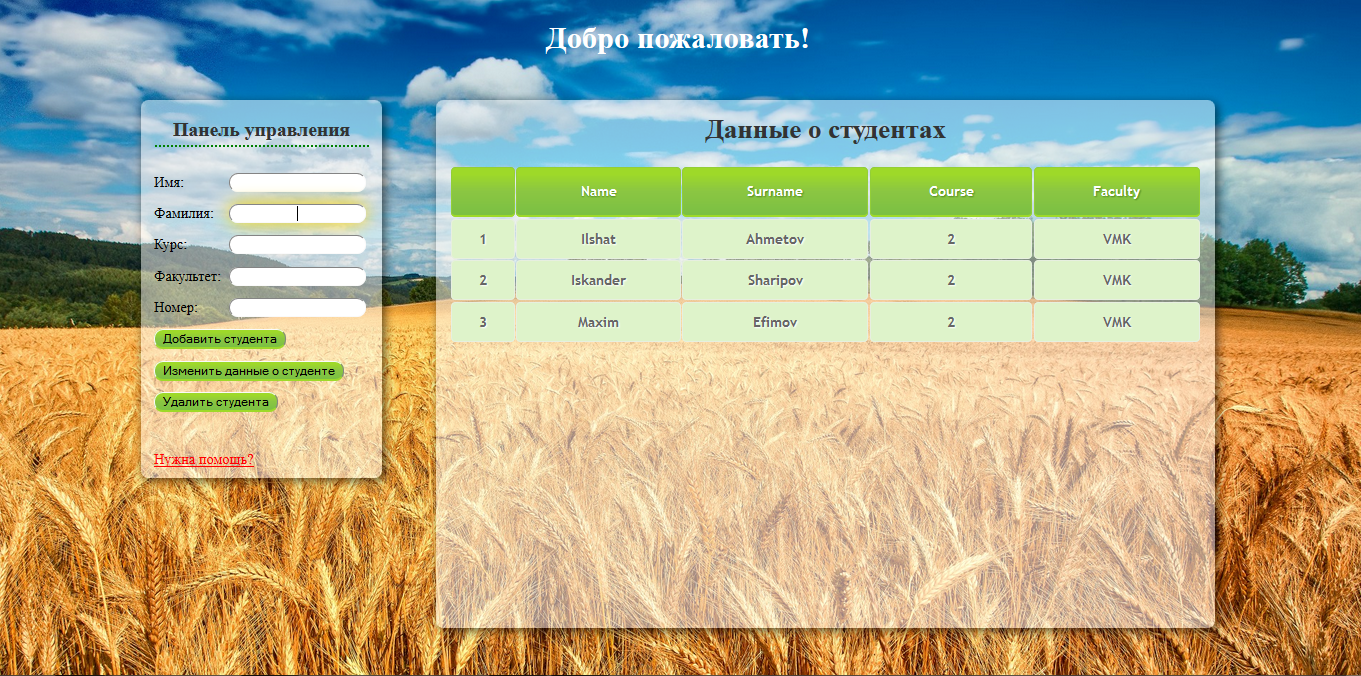 Добро пожаловать!
Панель управления
Имя:
Фамилия:
Курс:
Факультет:
Номер:
Добавить студента
Изменить данные о студенте
Удалить студента
Нужна помощь?
Данные о студентах
Name Surname Course Faculty
1 Ilshat Ahmetov 2 VMK
2 Iskander Sharipov 2 VMK
3 Maxim Efimov 2 VMK